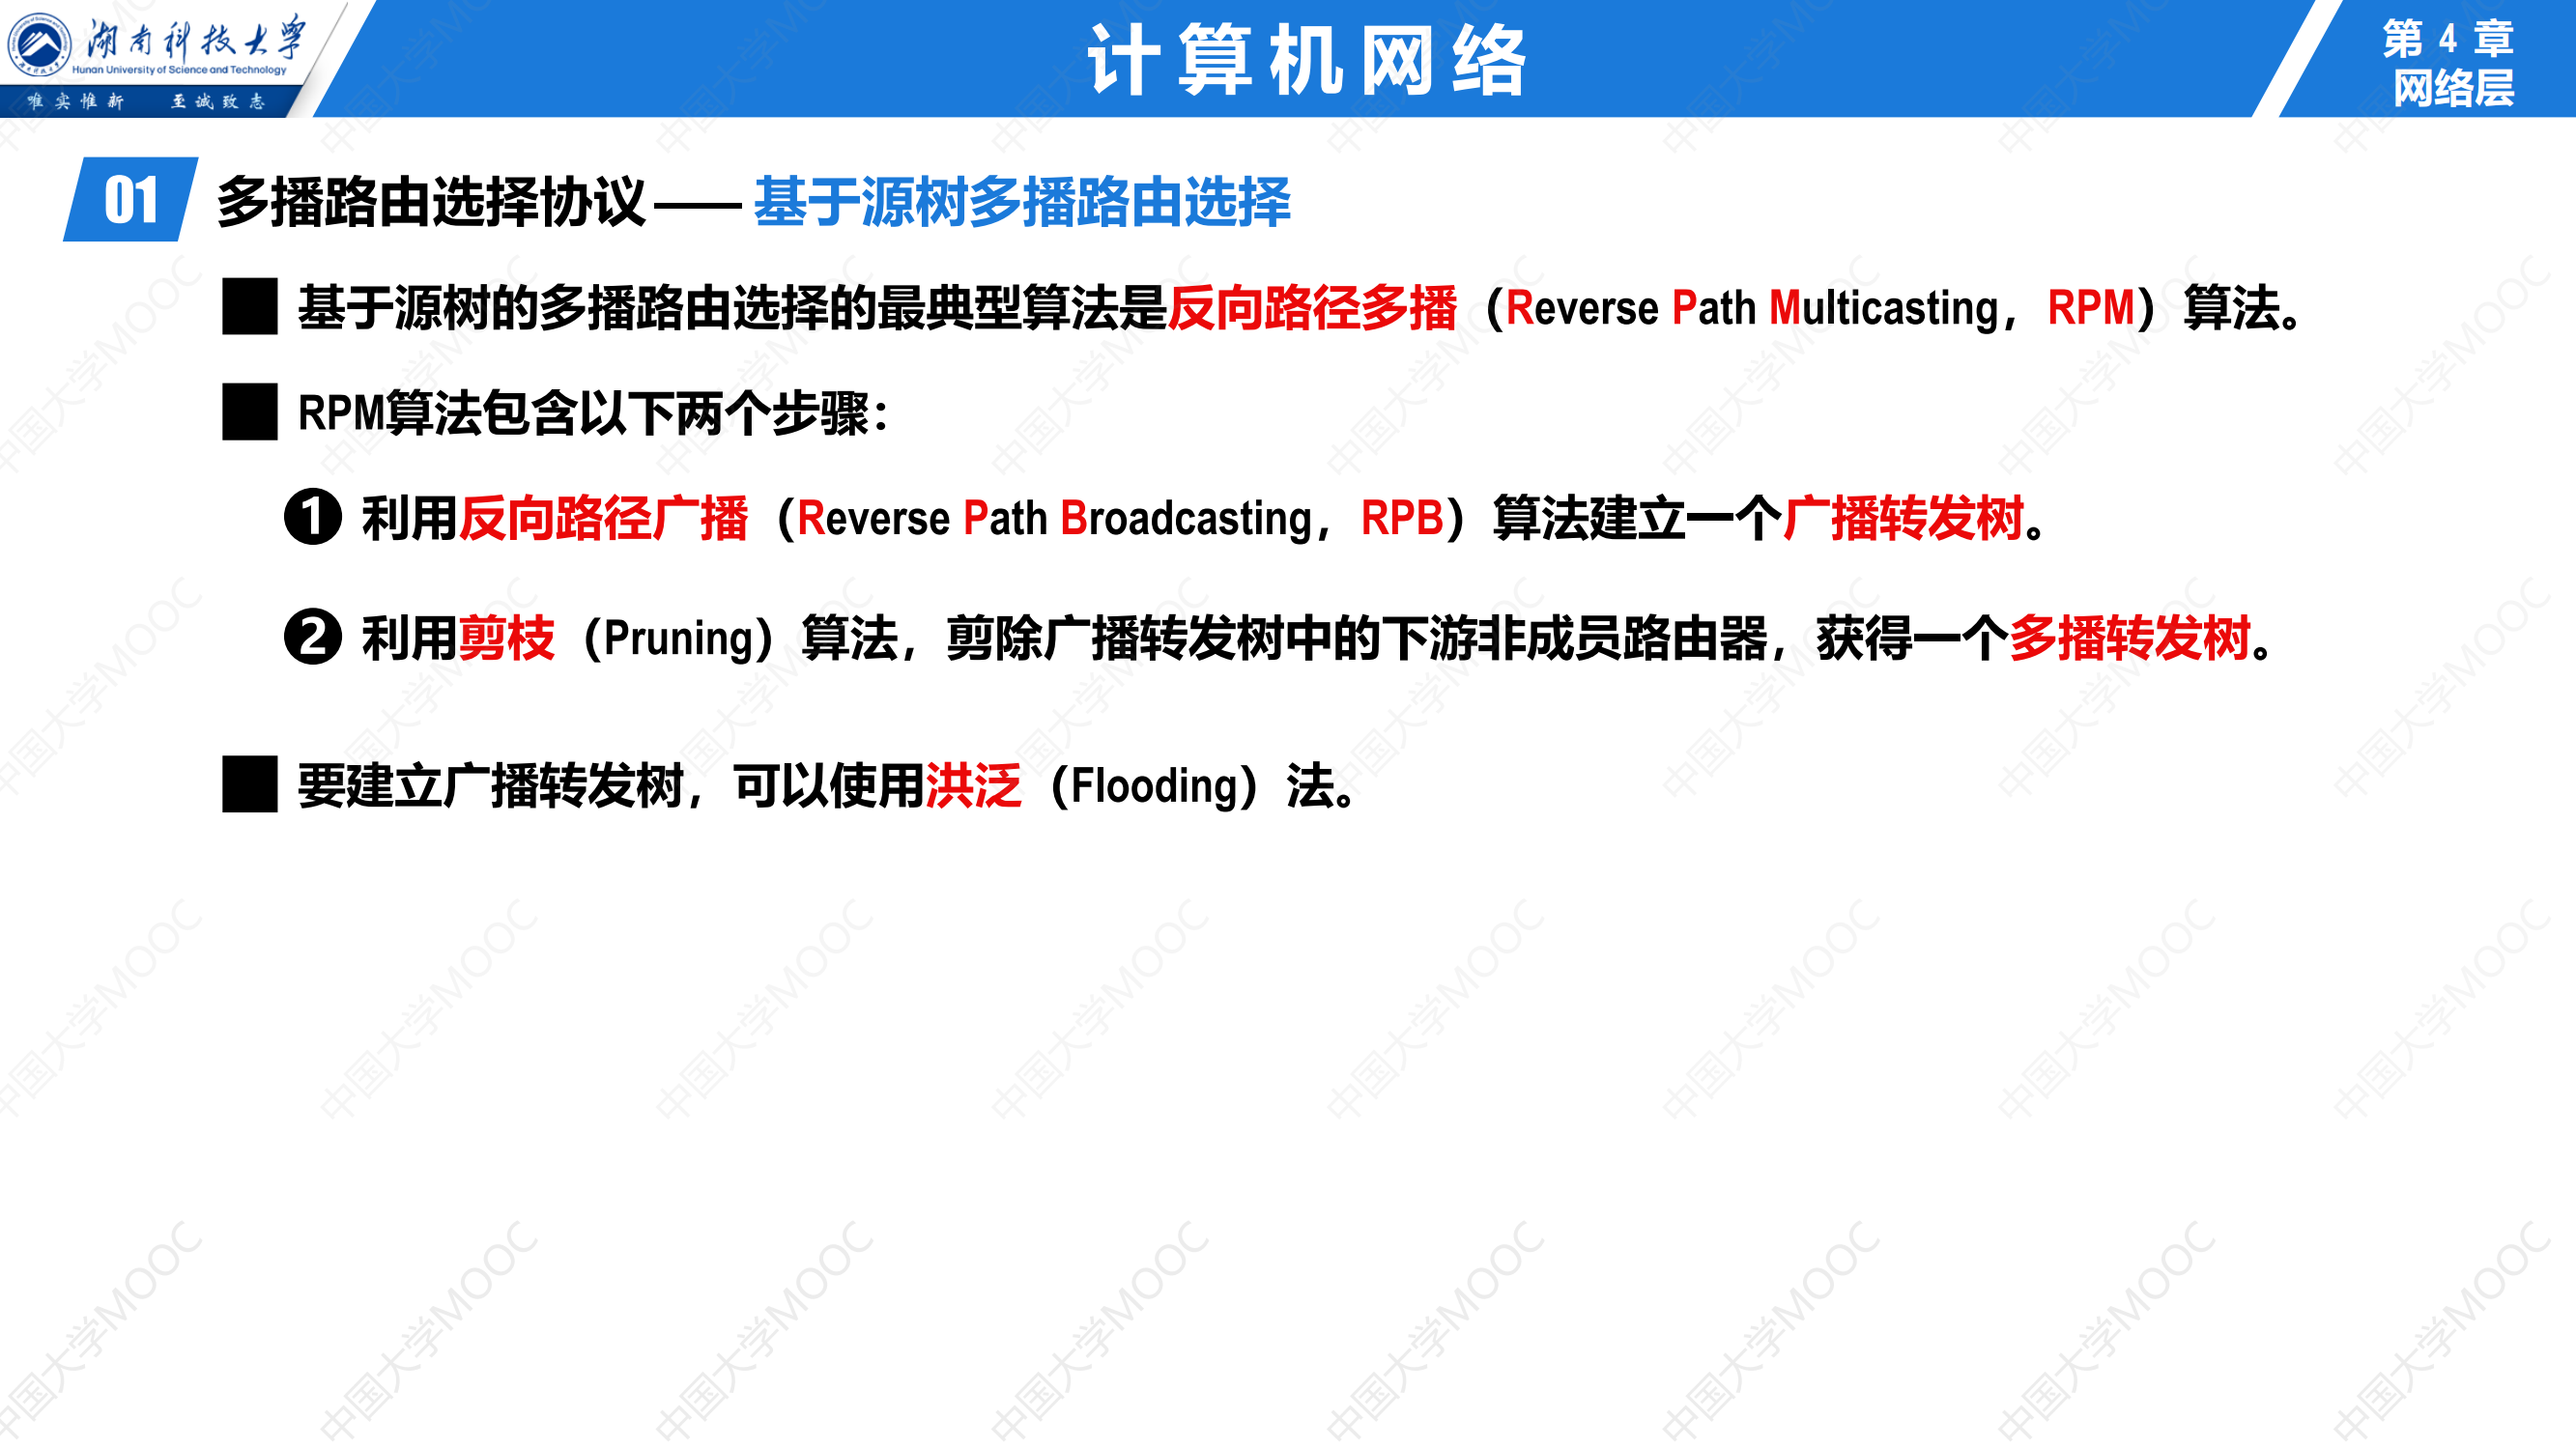 湖南科技大学
Hunan University of Science and Technology
唯实惟新 至诚致志
计算机网络
第 4 章
网络层
01 多播路由选择协议——基于源树多播路由选择
基于源树的多播路由选择的最典型算法是反向路径多播（Reverse Path Multicasting，RPM）算法。
RPM算法包含以下两个步骤：
❶ 利用反向路径广播（Reverse Path Broadcasting，RPB）算法建立一个广播转发树。
❷ 利用剪枝（Pruning）算法，剪除广播转发树中的下游非成员路由器，获得一个多播转发树。
要建立广播转发树，可以使用洪泛（Flooding）法。
中国大学MOOC